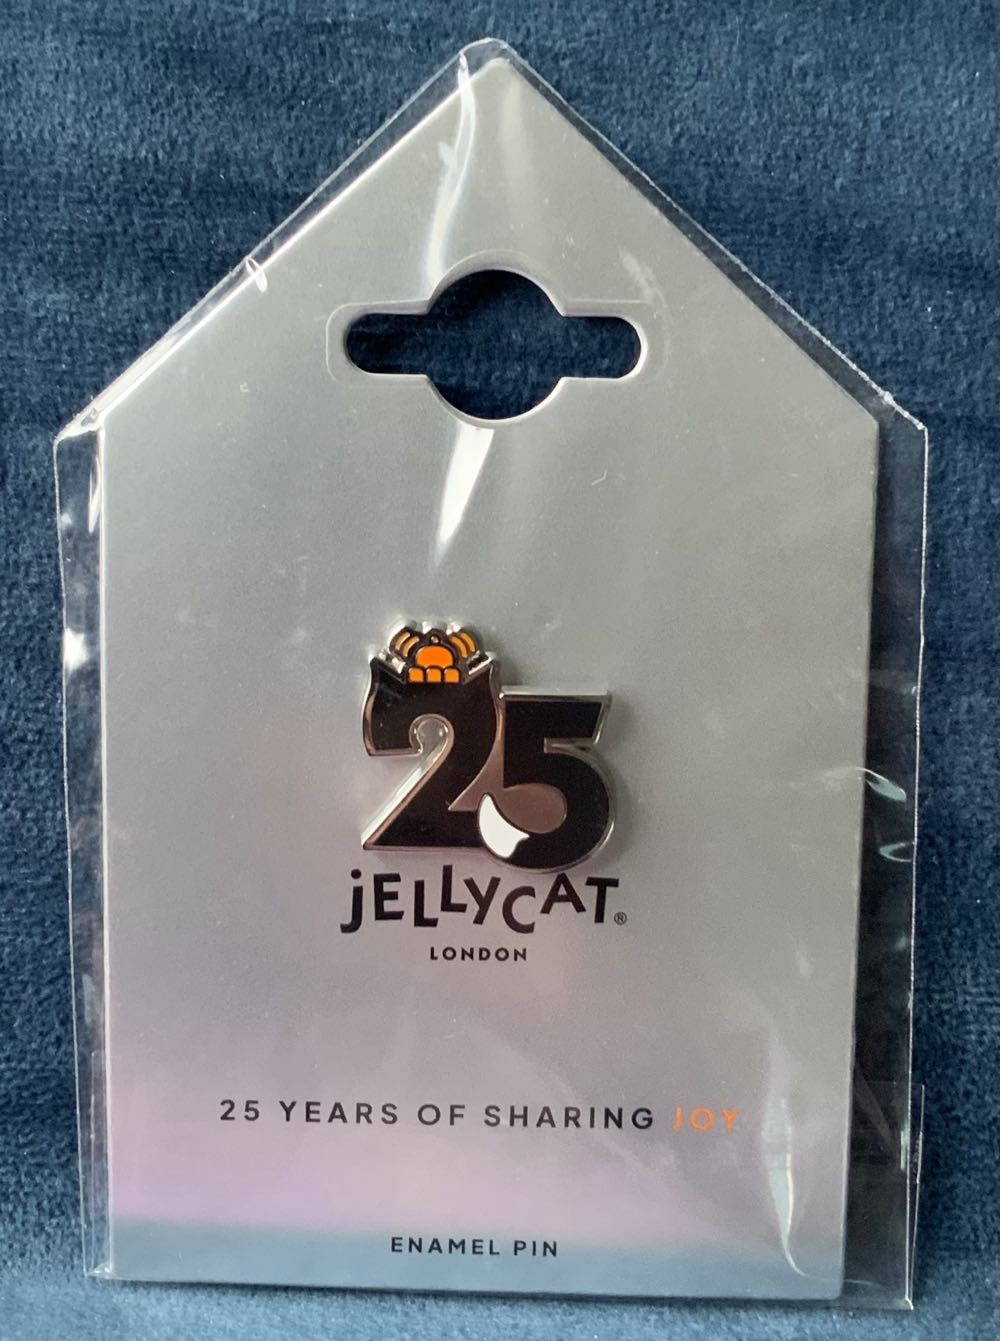 25
jELLYCAT®
LONDON
25 YEARS OF SHARING JOY
ENAMEL PIN